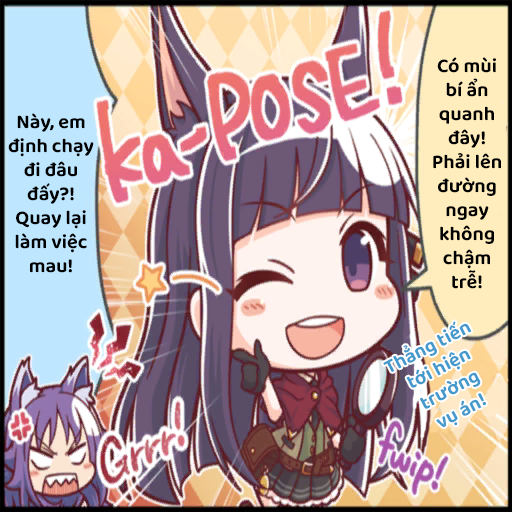 ka-POSE!
Có mùi
bí ẩn
quanh
đây!
Phải lên
đường
ngay
không
chậm
trễ!
Này, em
định chạy
đi đâu
đấy?!
Quay lại
làm việc
mau!
Thẳng tiến
tới hiện
trường
vụ án!
Grrr!
fwip!